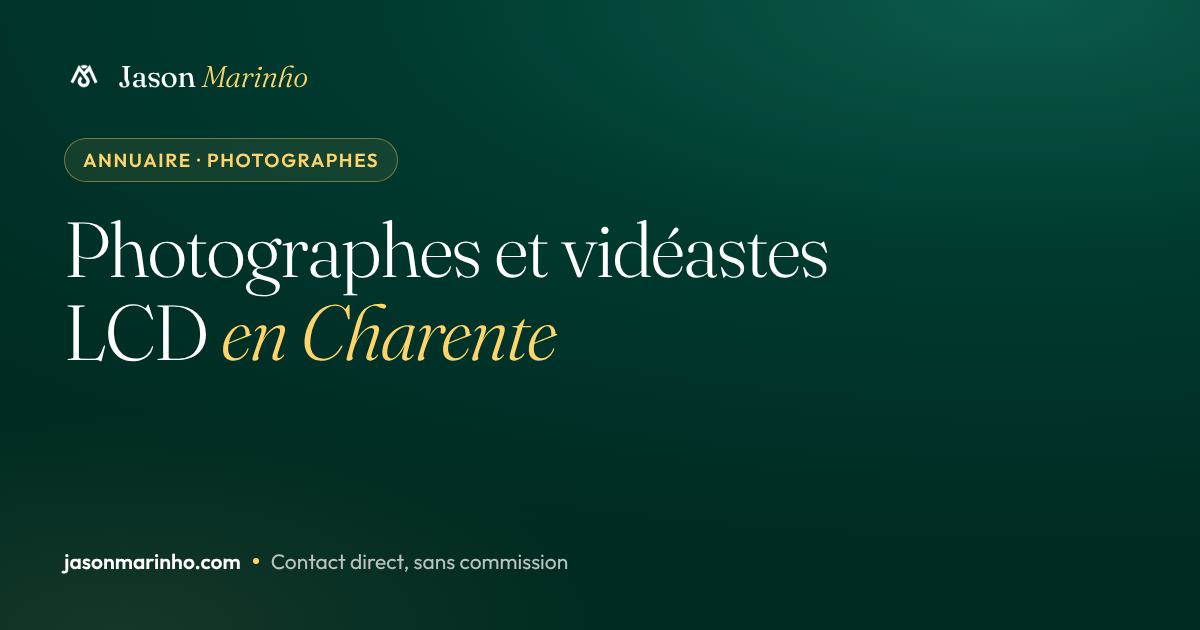 Jason Marinho
ANNUAIRE · PHOTOGRAPHES
Photographes et vidéastes
LCD en Charente
jasonmarinho.com • Contact direct, sans commission